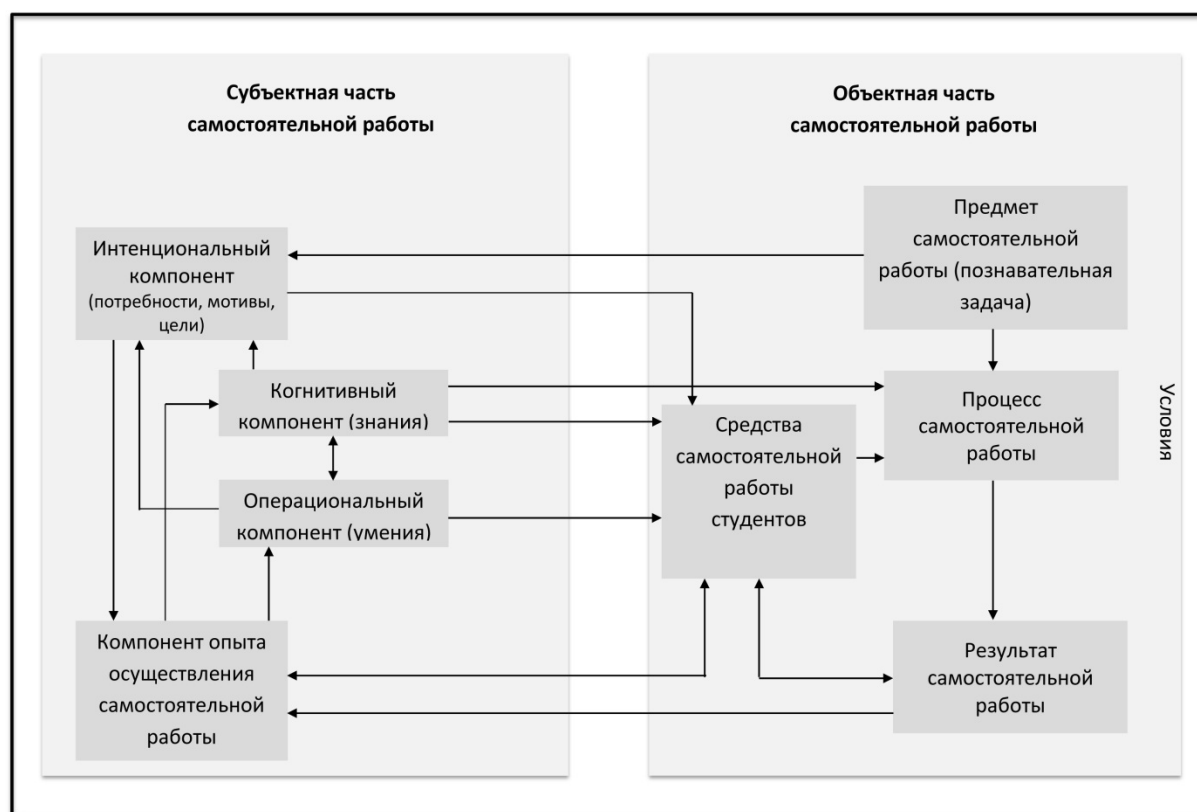 Субъектная часть
самостоятельной работы
Интенциональный
компонент
(потребности, мотивы,
цели)
Когнитивный
компонент (знания)
Операциональный
компонент (умения)
Компонент опыта
осуществления
самостоятельной
работы
Объектная часть
самостоятельной работы
Предмет
самостоятельной
работы (познавательная
задача)
Средства
самостоятельной
работы
студентов
Процесс
самостоятельной
работы
Результат
самостоятельной
работы
Условия